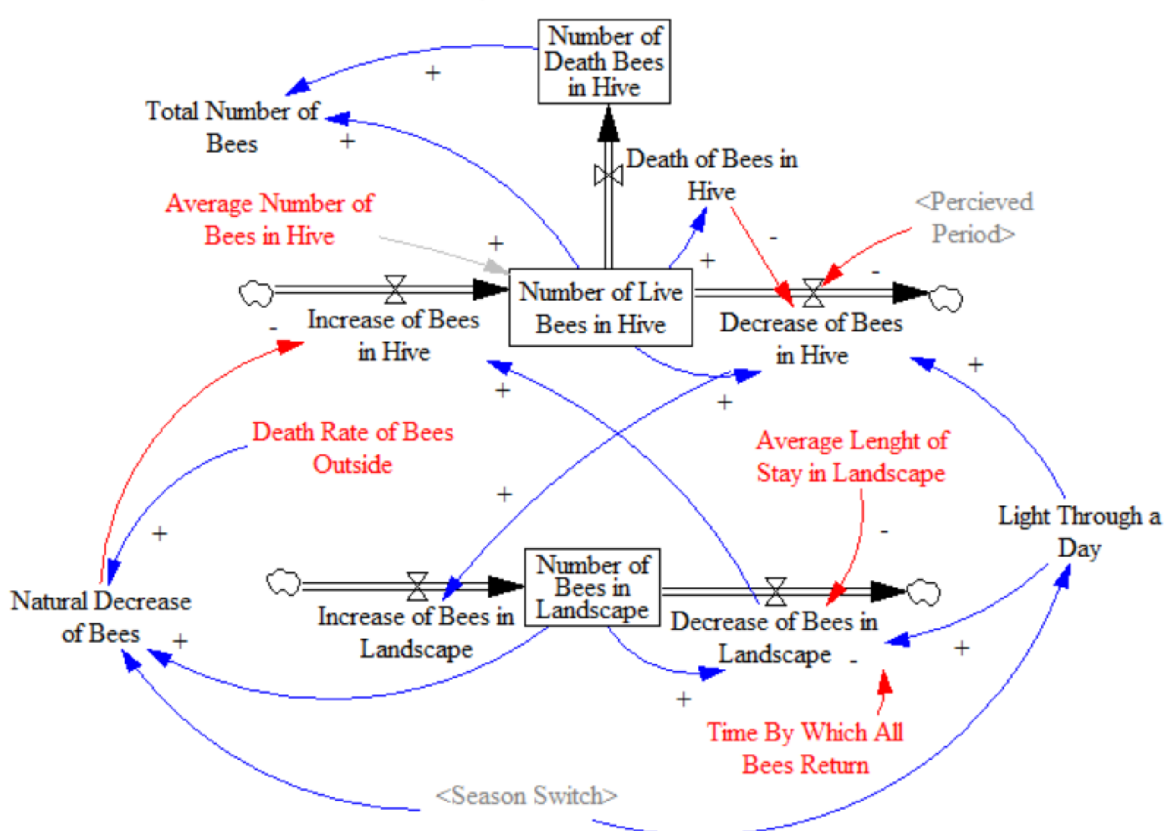 Number of
Death Bees
in Hive
+
Total Number of
Bees
+
Death of Bees in
Hive
Average Number of
Bees in Hive
<Percieved
Period>
+
-
+
-
Number of Live
Bees in Hive
-
Increase of Bees
in Hive
Decrease of Bees
in Hive
+
+
+
Death Rate of Bees
Outside
Average Lenght of
Stay in Landscape
+
Light Through a
Day
+
-
Number of
Bees in
Landscape
Natural Decrease
of Bees
Increase of Bees in
Landscape
Decrease of Bees in
Landscape
+
-
+
+
Time By Which All
Bees Return
<Season Switch>